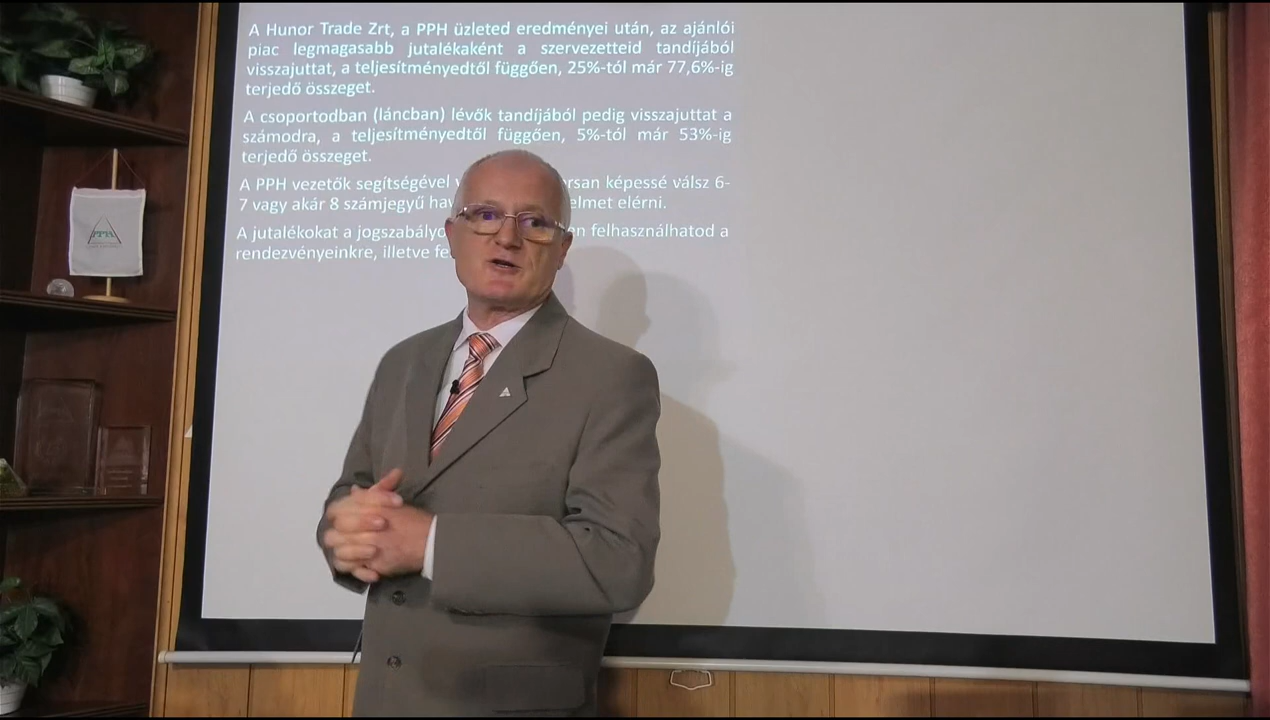 A Hunor Trade Zrt, a PPH üzleted eredményei után, az ajánlói
piac legmagasabb jutalékaként a szervezetteid tandíjából
visszajuttat, a teljesítményedtől függően, 25%-tól már 77,6%-ig
terjedő összeget.
A csoportodban (láncban) lévők tandíjából pedig visszajuttat a
számodra, a teljesítményedtől függően, 5%-tól már 53%-ig
terjedő összeget.
A PPH vezetők segítségével orsan képessé válsz 6-
7 vagy akár 8 számjegyű elmet elérni.
A jutalékokat a en felhasználhatod a
rendezvényeinkre, illetve